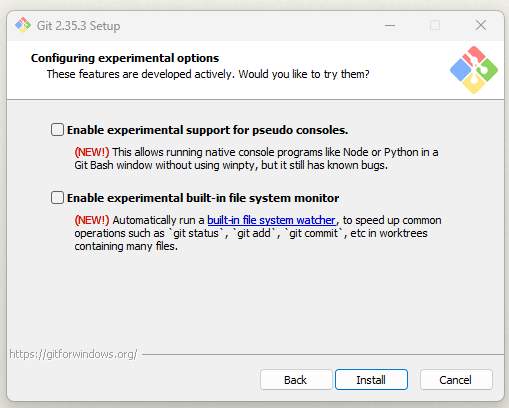 Git 2.35.3 Setup
Configuring experimental options
These features are developed actively. Would you like to try them?
Enable experimental support for pseudo consoles.
(NEW!) This allows running native console programs like Node or Python in a
Git Bash window without using winpty, but it still has known bugs.
Enable experimental built-in file system monitor
(NEW!) Automatically run a built-in file system watcher, to speed up common
operations such as `git status`, `git add`, `git commit`, etc in worktrees
containing many files.
https://gitforwindows.org/
Back
Install
Cancel